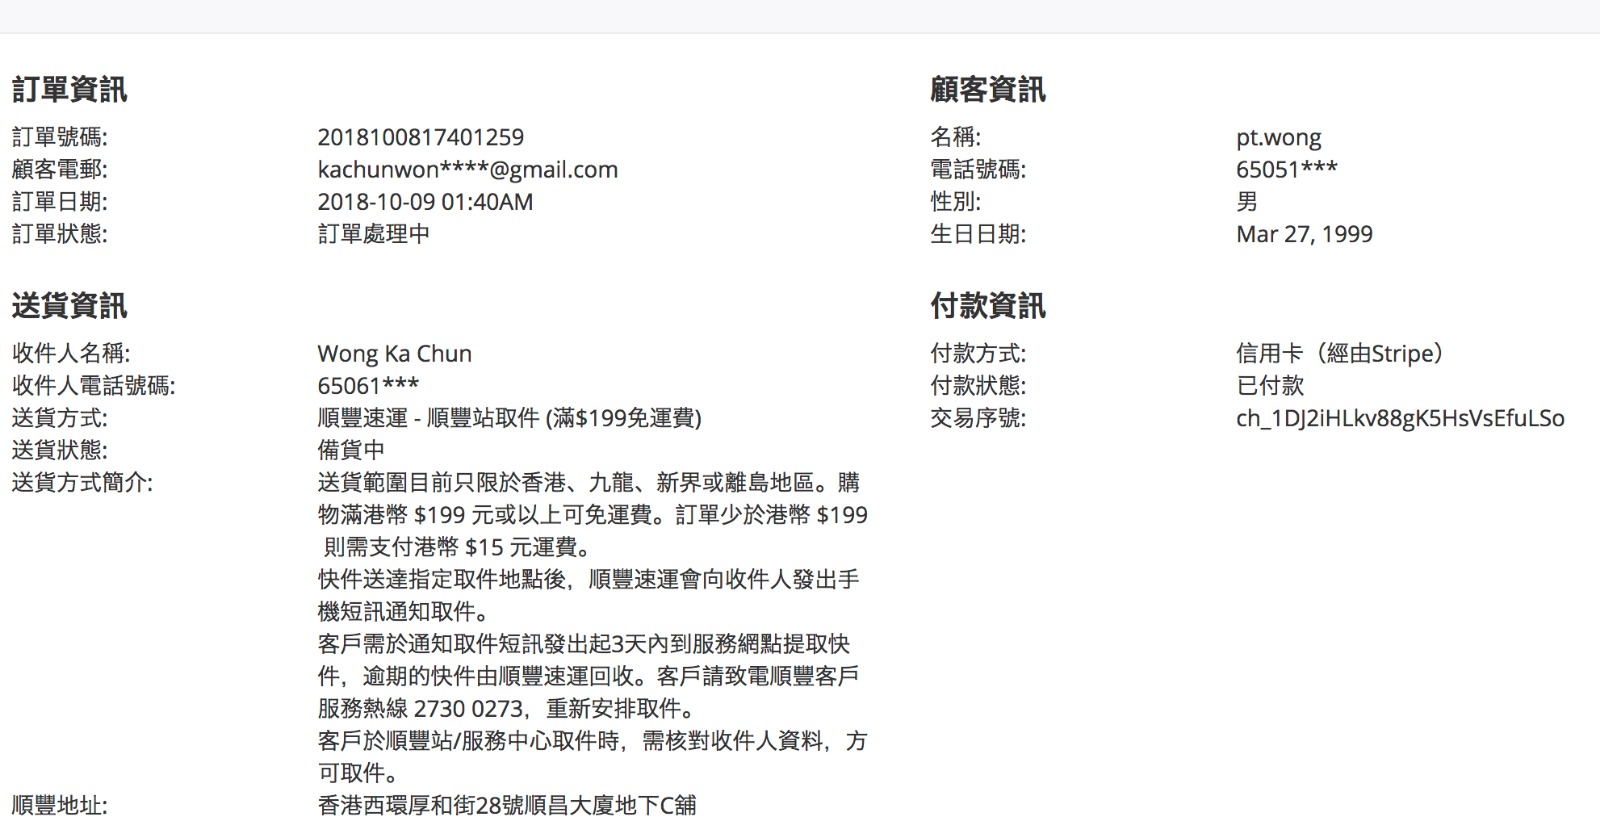 訂單資訊
訂單號碼: 2018100817401259
顧客電郵: kachunwon****@gmail.com
訂單日期: 2018-10-09 01:40AM
訂單狀態: 訂單處理中
顧客資訊
名稱: pt.wong
電話號碼: 65051***
性別: 男
生日日期: Mar 27, 1999
送貨資訊
收件人名稱: Wong Ka Chun
收件人電話號碼: 65061***
送貨方式: 順豐速運 - 順豐站取件 (滿$199免運費)
送貨狀態: 備貨中
送貨方式簡介: 送貨範圍目前只限於香港、九龍、新界或離島地區。購
物滿港幣 $199 元或以上可免運費。訂單少於港幣 $199
則需支付港幣 $15 元運費。
快件送達指定取件地點後，順豐速運會向收件人發出手
機短訊通知取件。
客戶需於通知取件短訊發出起3天內到服務網點提取快
件，逾期的快件由順豐速運回收。客戶請致電順豐客戶
服務熱線 2730 0273，重新安排取件。
客戶於順豐站/服務中心取件時，需核對收件人資料，方
可取件。
順豐地址: 香港西環厚和街28號順昌大廈地下C舖
付款資訊
付款方式: 信用卡（經由Stripe）
付款狀態: 已付款
交易序號: ch_1DJ2iHLkv88gK5HsVsEfuLSo